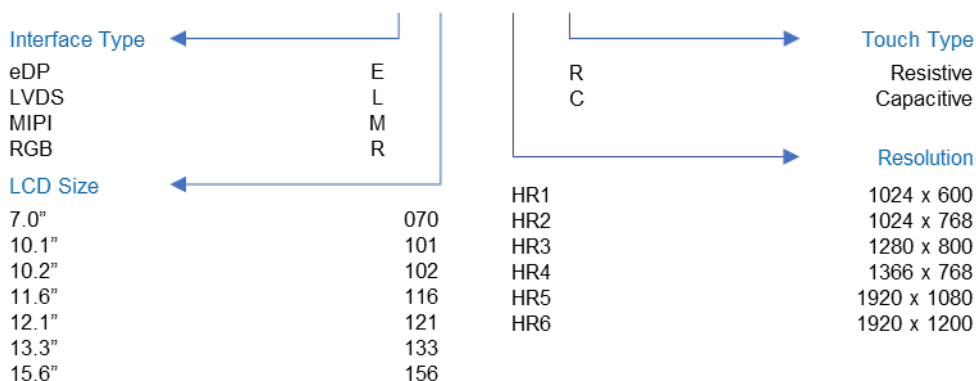 Interface Type
eDP E
LVDS L
MIPI M
RGB R
LCD Size
7.0” 070
10.1” 101
10.2” 102
11.6” 116
12.1” 121
13.3” 133
15.6” 156
Touch Type
R Resistive
C Capacitive
Resolution
HR1 1024 x 600
HR2 1024 x 768
HR3 1280 x 800
HR4 1366 x 768
HR5 1920 x 1080
HR6 1920 x 1200